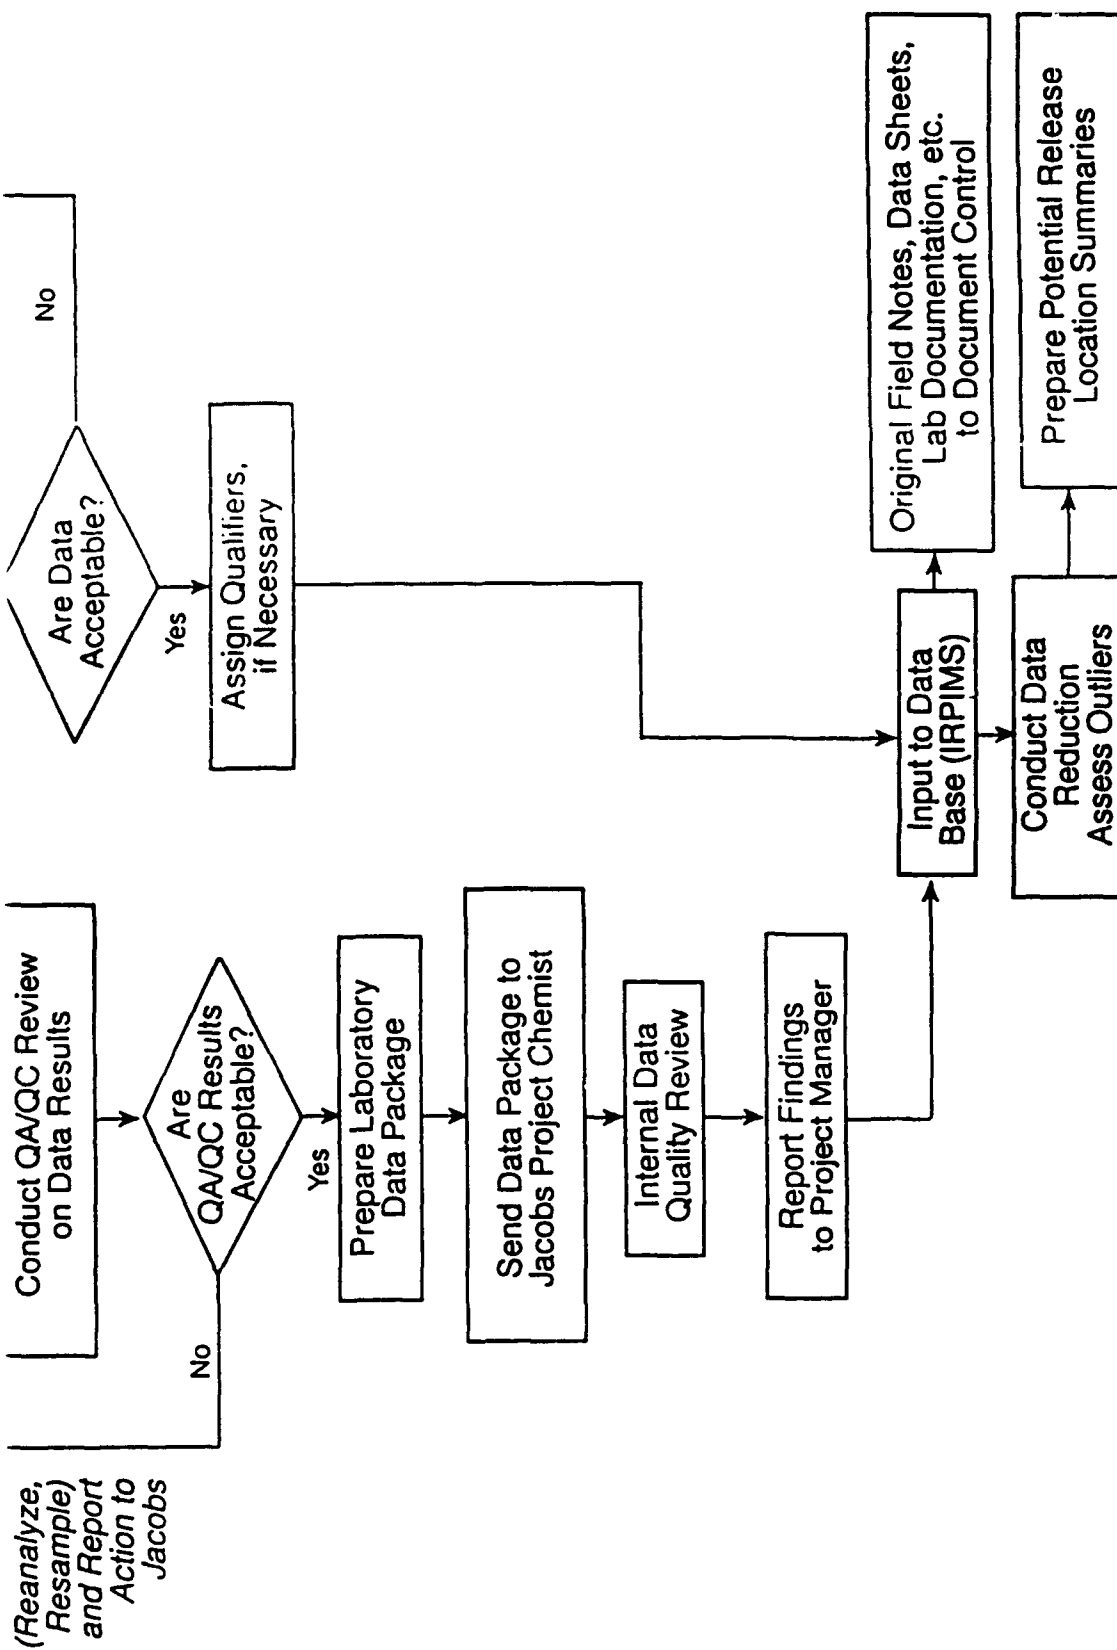 (Reanalyze,
Resample)
and Report
Action to
Jacobs
Conduct QA/QC Review
on Data Results
No
Are
QA/QC Results
Acceptable?
Yes
Prepare Laboratory
Data Package
Send Data Package to
Jacobs Project Chemist
Internal Data
Quality Review
Report Findings
to Project Manager
Are Data
Acceptable?
No
Yes
Assign Qualifiers,
if Necessary
Input to Data
Base (IRPIMS)
Original Field Notes, Data Sheets,
Lab Documentation, etc.
to Document Control
Conduct Data
Reduction
Assess Outliers
Prepare Potential Release
Location Summaries